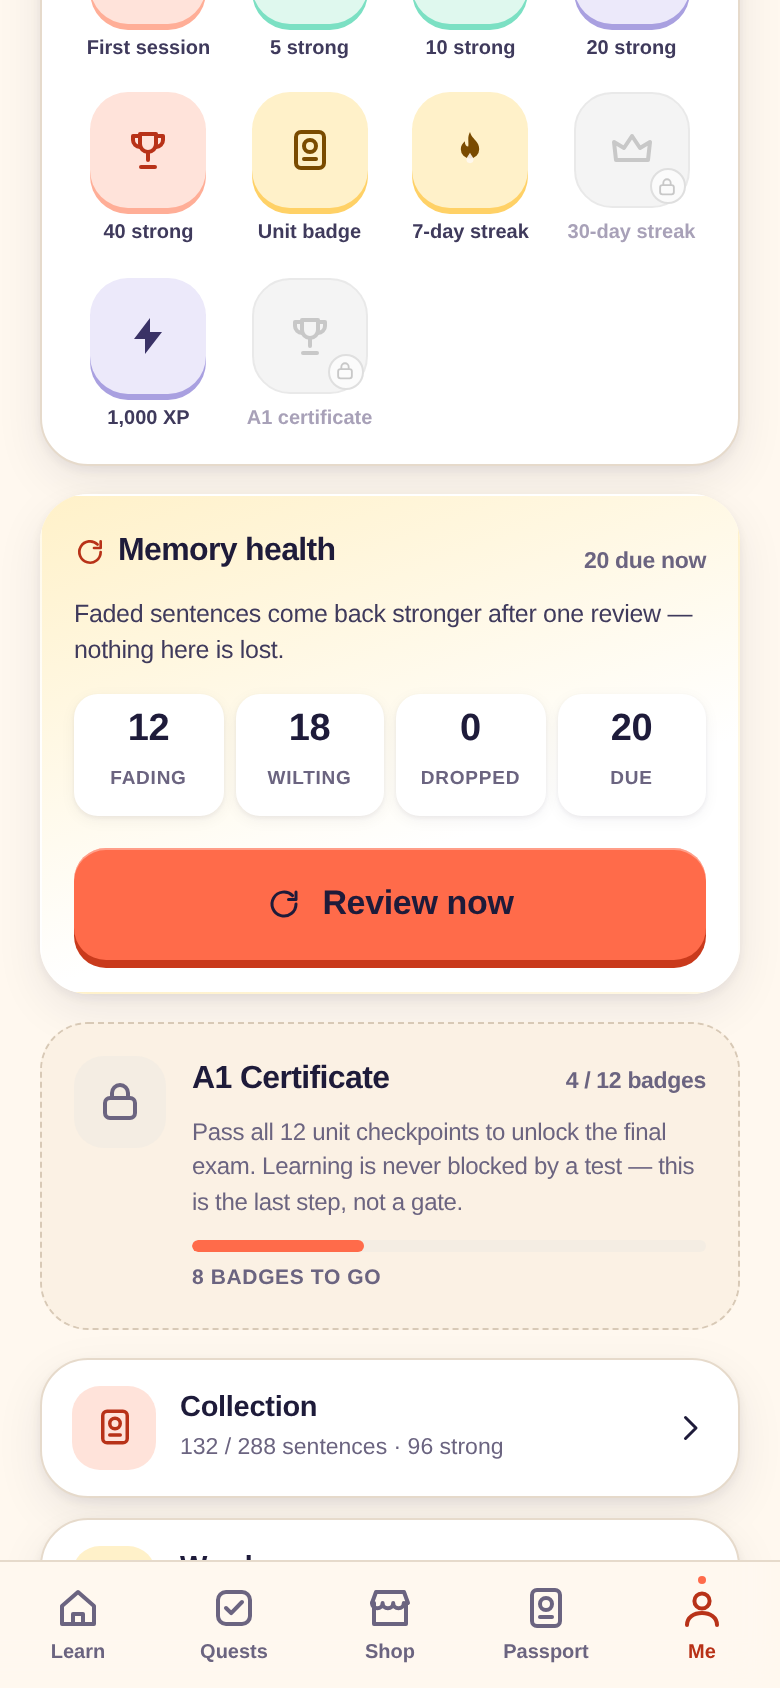 First session
5 strong
10 strong
20 strong
40 strong
Unit badge
7-day streak
30-day streak
1,000 XP
A1 certificate
Memory health
20 due now
Faded sentences come back stronger after one review —
nothing here is lost.
12
FADING
18
WILTING
0
DROPPED
20
DUE
Review now
A1 Certificate
4 / 12 badges
Pass all 12 unit checkpoints to unlock the final
exam. Learning is never blocked by a test — this
is the last step, not a gate.
8 BADGES TO GO
Collection
132 / 288 sentences · 96 strong
Learn
Quests
Shop
Passport
Me